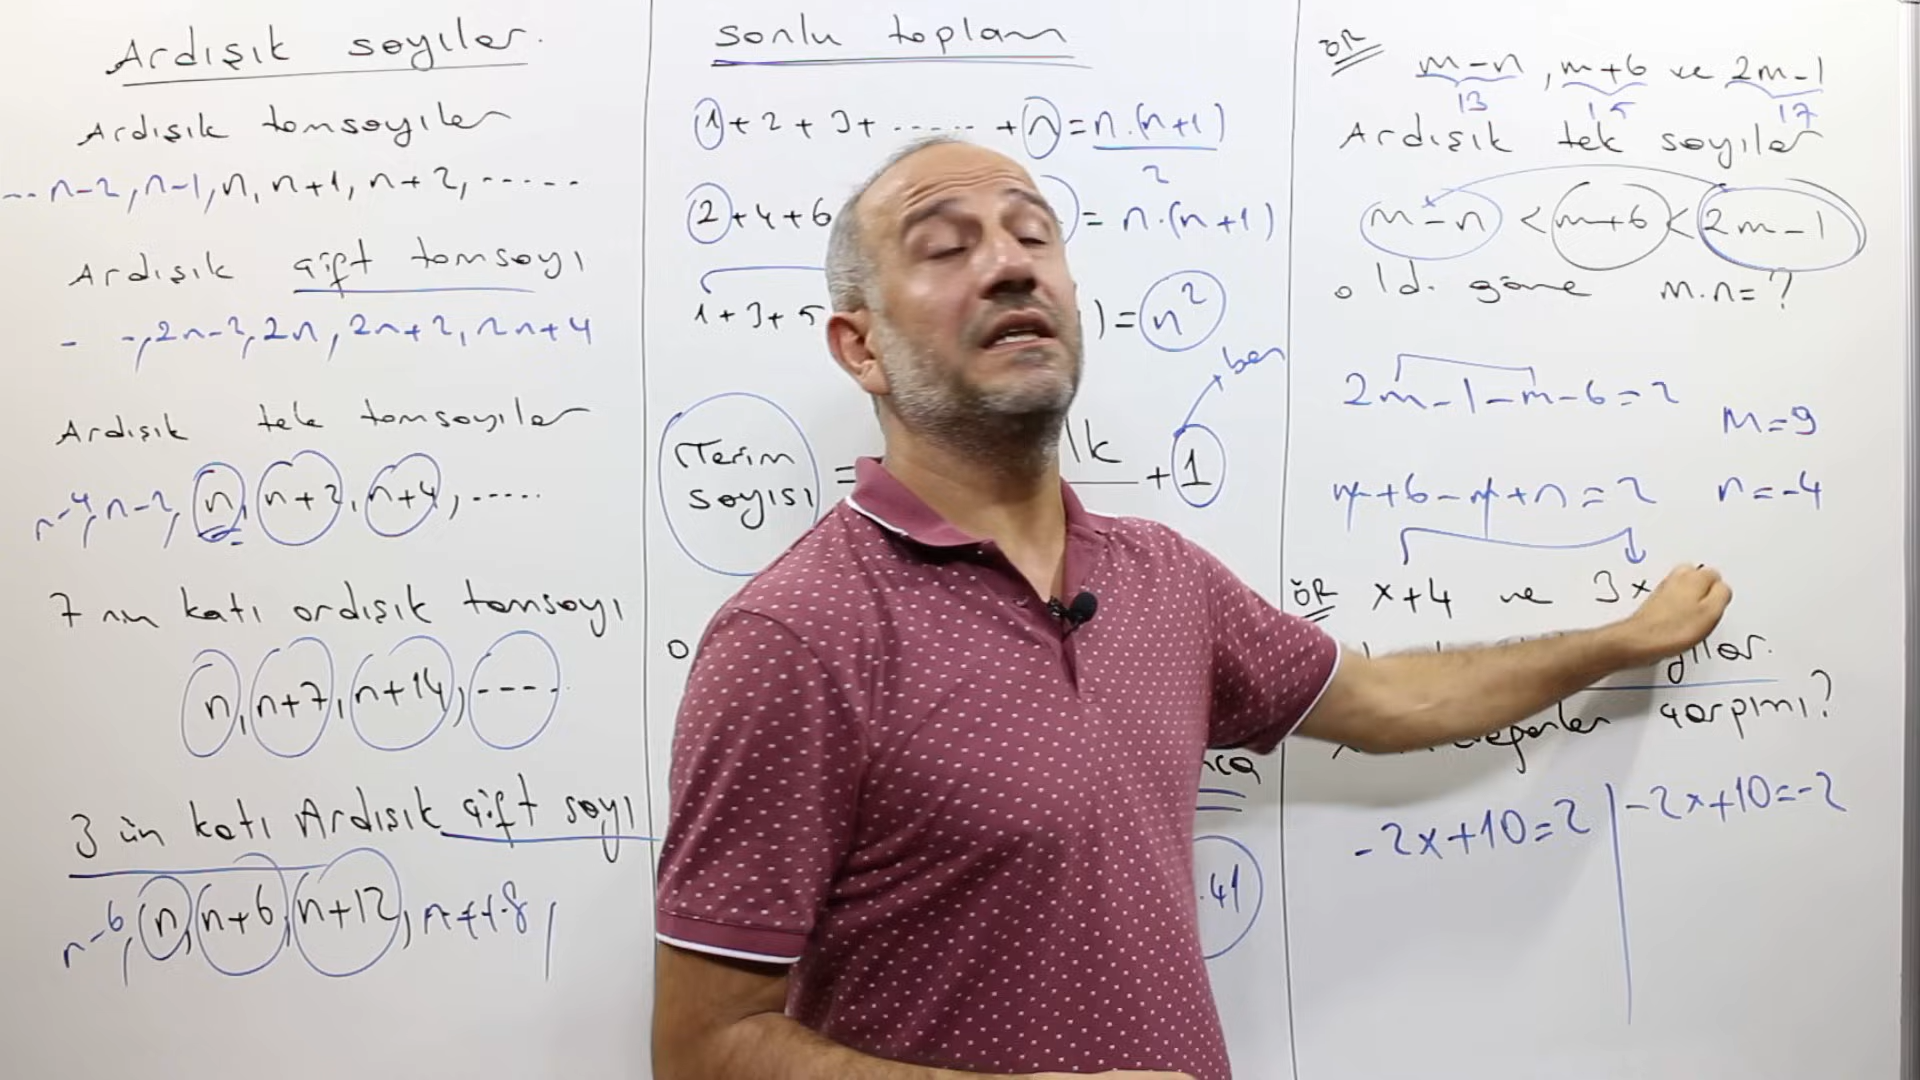 Ardışık sayılar.
Ardışık tamsayılar
---n-2, n-1, n, n+1, n+2, ------
Ardışık çift tamsayı
- -, 2n-2, 2n, 2n+2, 2n+4
Ardışık tek tamsayılar
n-4, n-2, n, n+2, n+4, -----
7 nin katı ardışık tamsayı
n, n+7, n+14, ----
3 ün katı Ardışık çift sayı
n-6, n, n+6, n+12, n+18,
sonlu toplam
1+2+3+ ------ +n = n.(n+1)
2
2+4+6 = n.(n+1)
1+3+5 ) = n²
ben
Terim
sayısı = +1
.41
ÖR
m-n, m+6 ve 2m-1
13 15 17
Ardışık tek sayılar
m-n < m+6 < 2m-1
old. göre m.n=?
2m-1-m-6=2
m=9
m+6-m+n=2 n=-4
ÖR x+4 ve 3x
çarpımı?
-2x+10=2 | -2x+10=-2